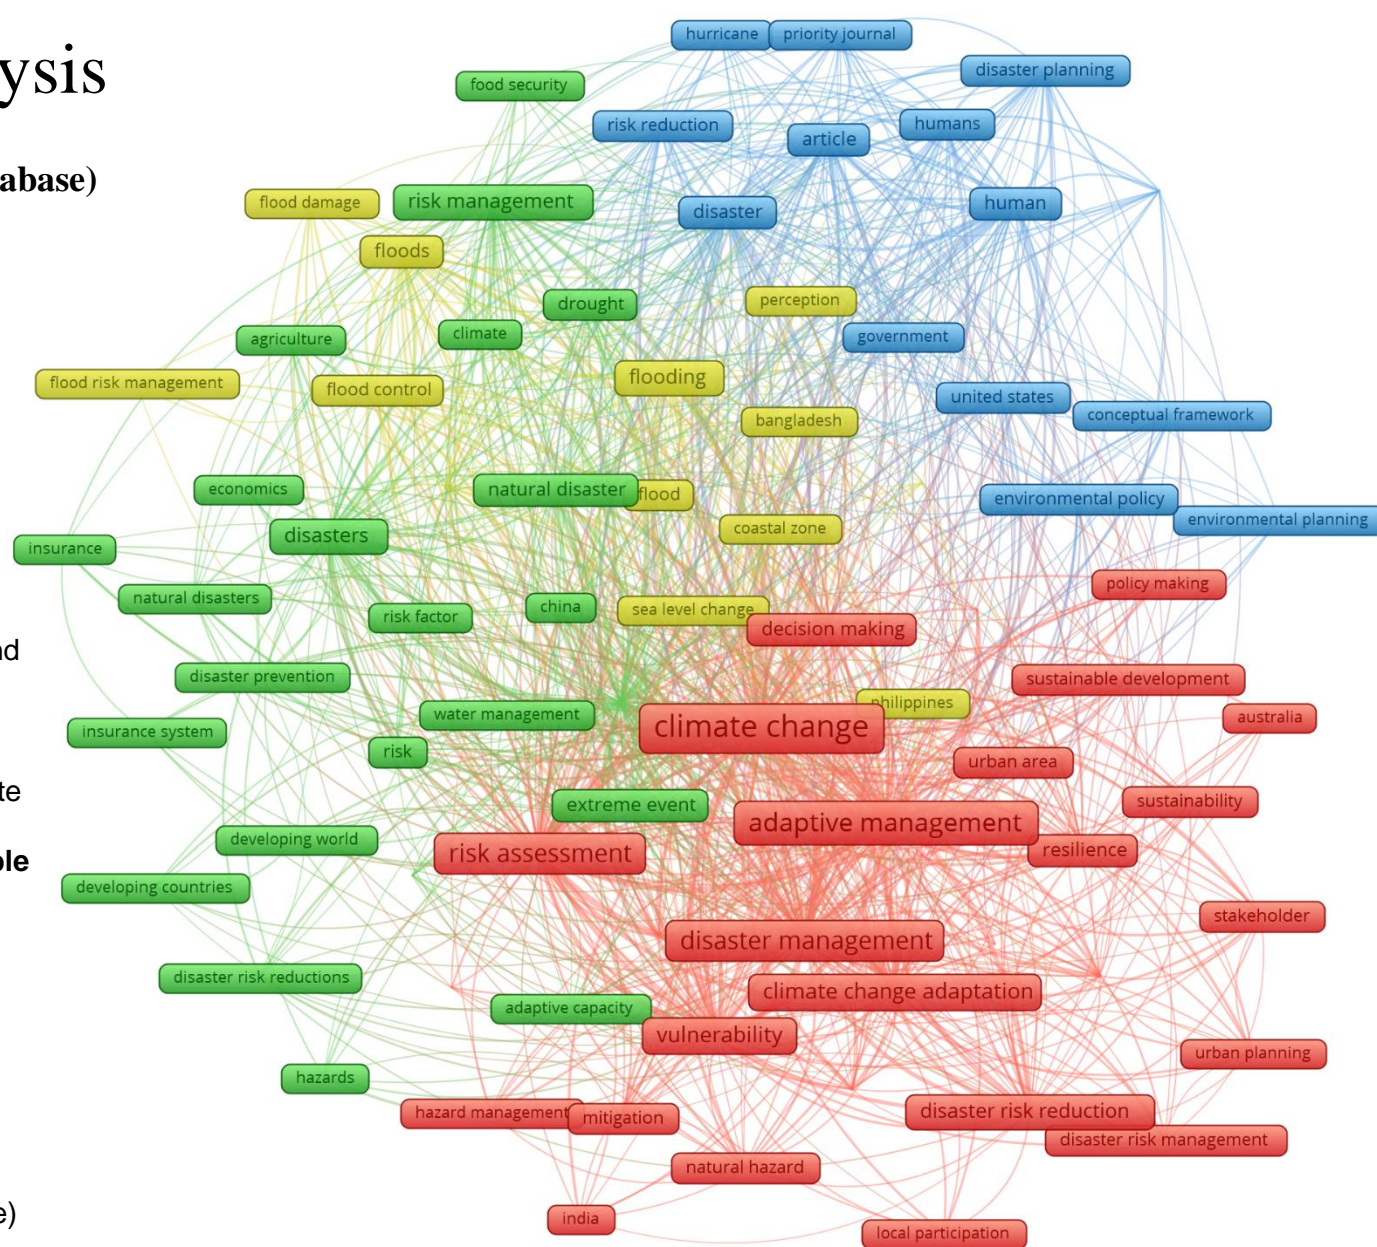 ysis
abase)
nd
te
ple
e)
hurricane
priority journal
disaster planning
food security
risk reduction
article
humans
flood damage
risk management
disaster
human
floods
drought
perception
agriculture
climate
government
flood risk management
flood control
flooding
united states
bangladesh
conceptual framework
economics
natural disaster
flood
environmental policy
disasters
coastal zone
environmental planning
insurance
natural disasters
policy making
risk factor
china
sea level change
decision making
disaster prevention
sustainable development
philippines
insurance system
water management
climate change
australia
risk
urban area
extreme event
sustainability
adaptive management
developing world
risk assessment
resilience
developing countries
stakeholder
disaster management
disaster risk reductions
climate change adaptation
adaptive capacity
vulnerability
urban planning
hazards
hazard management
mitigation
disaster risk reduction
disaster risk management
natural hazard
india
local participation